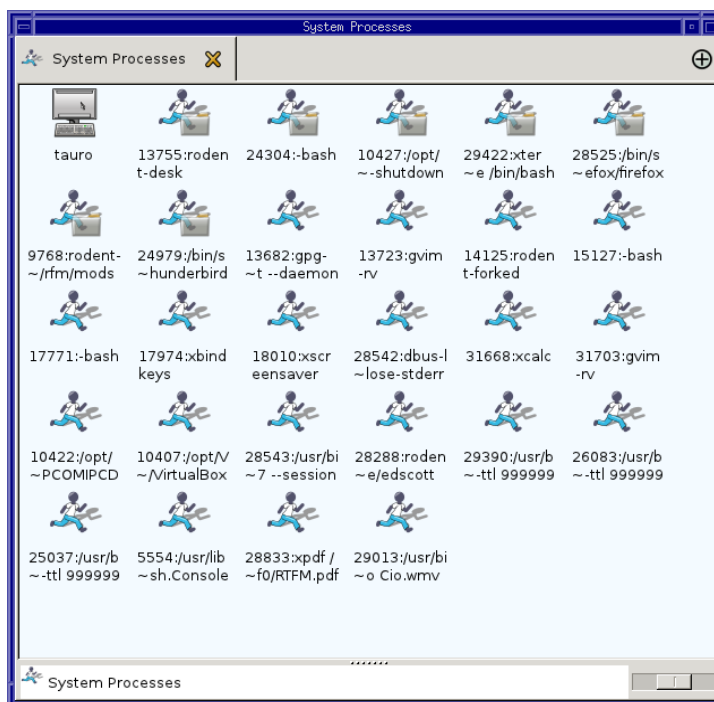 System Processes
System Processes
tauro
13755:roden
t-desk
24304:-bash
10427:/opt/
~-shutdown
29422:xter
~e /bin/bash
28525:/bin/s
~efox/firefox
9768:rodent-
~/rfm/mods
24979:/bin/s
~hunderbird
13682:gpg-
~t --daemon
13723:gvim
-rv
14125:roden
t-forked
15127:-bash
17771:-bash
17974:xbind
keys
18010:xscr
eensaver
28542:dbus-l
~lose-stderr
31668:xcalc
31703:gvim
-rv
10422:/opt/
~PCOMIPCD
10407:/opt/V
~/VirtualBox
28543:/usr/bi
~7 --session
28288:roden
~e/edscott
29390:/usr/b
~-ttl 999999
26083:/usr/b
~-ttl 999999
25037:/usr/b
~-ttl 999999
5554:/usr/lib
~sh.Console
28833:xpdf /
~f0/RTFM.pdf
29013:/usr/bi
~o Cio.wmv
System Processes